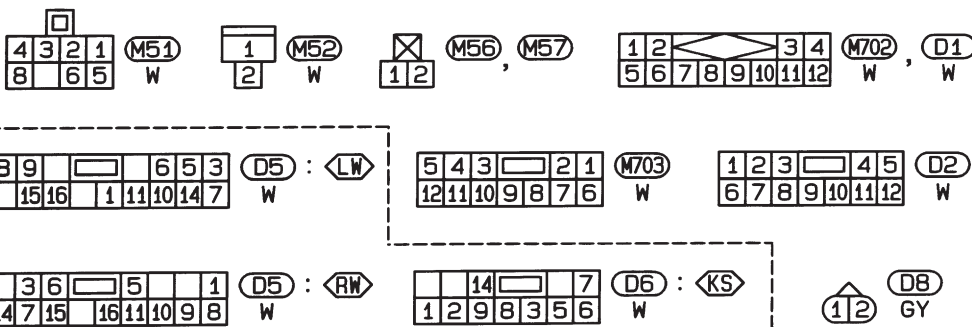 4 3 2 1 M51 1 M52 M56 , M57 1 2 3 4 M702 , D1
8 6 5 W 2 W 1 2 5 6 7 8 9 10 11 12 W W
9 6 5 3 D5 : LW 5 4 3 2 1 M703 1 2 3 4 5 D2
15 16 1 11 10 14 7 W 12 11 10 9 8 7 6 W 6 7 8 9 10 11 12 W
3 6 5 1 D5 : RW 14 7 D6 : KS D8
7 15 16 11 10 9 8 W 1 2 9 8 3 5 6 W 1 2 GY